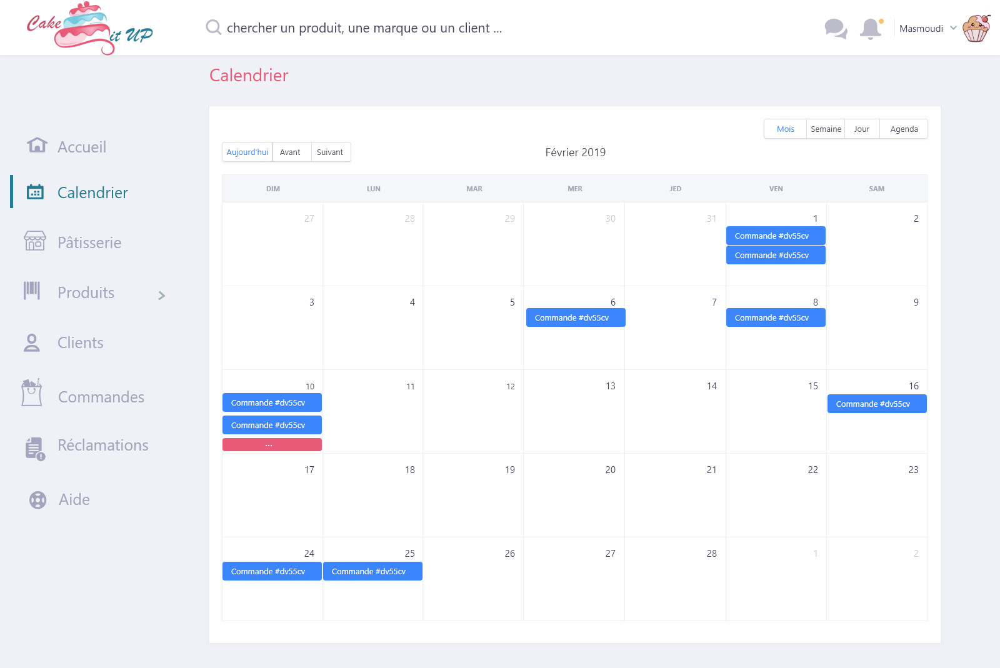 Cake it UP
chercher un produit, une marque ou un client ...
Masmoudi
Calendrier
Accueil
Calendrier
Pâtisserie
Produits
Clients
Commandes
Réclamations
Aide
Mois Semaine Jour Agenda
Aujourd'hui Avant Suivant
Février 2019
DIM LUN MAR MER JED VEN SAM
27 28 29 30 31 1 2
Commande #dv55cv
Commande #dv55cv
3 4 5 6 7 8 9
Commande #dv55cv Commande #dv55cv
10 11 12 13 14 15 16
Commande #dv55cv Commande #dv55cv
Commande #dv55cv
...
17 18 19 20 21 22 23
24 25 26 27 28 1 2
Commande #dv55cv Commande #dv55cv